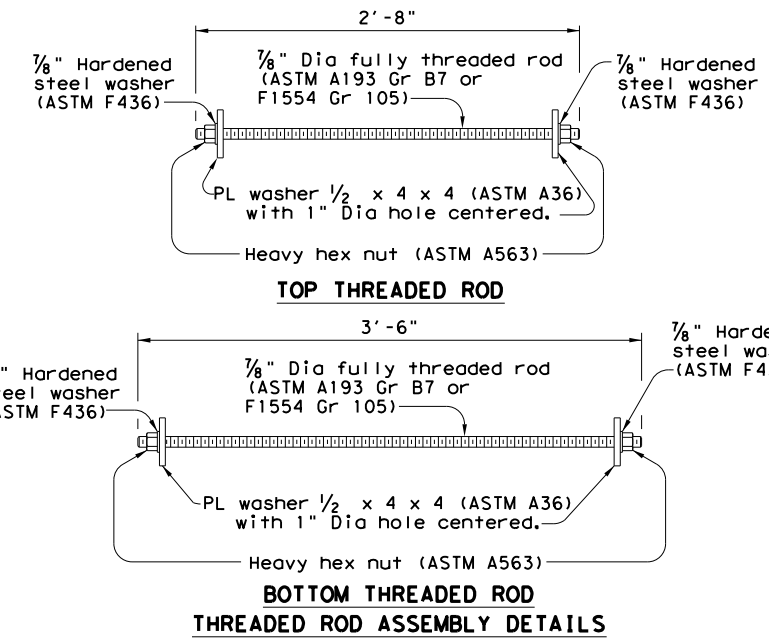 2'-8"
7/8" Hardened
steel washer
(ASTM F436)
7/8" Dia fully threaded rod
(ASTM A193 Gr B7 or
F1554 Gr 105)
7/8" Hardened
steel washer
(ASTM F436)
PL washer 1/2 x 4 x 4 (ASTM A36)
with 1" Dia hole centered.
Heavy hex nut (ASTM A563)
TOP THREADED ROD
3'-6"
" Hardened
washer
F436)
7/8" Dia fully threaded rod
(ASTM A193 Gr B7 or
F1554 Gr 105)
7/8"
steel
(ASTM
PL washer 1/2 x 4 x 4 (ASTM A36)
with 1" Dia hole centered.
Heavy hex nut (ASTM A563)
BOTTOM THREADED ROD
THREADED ROD ASSEMBLY DETAILS